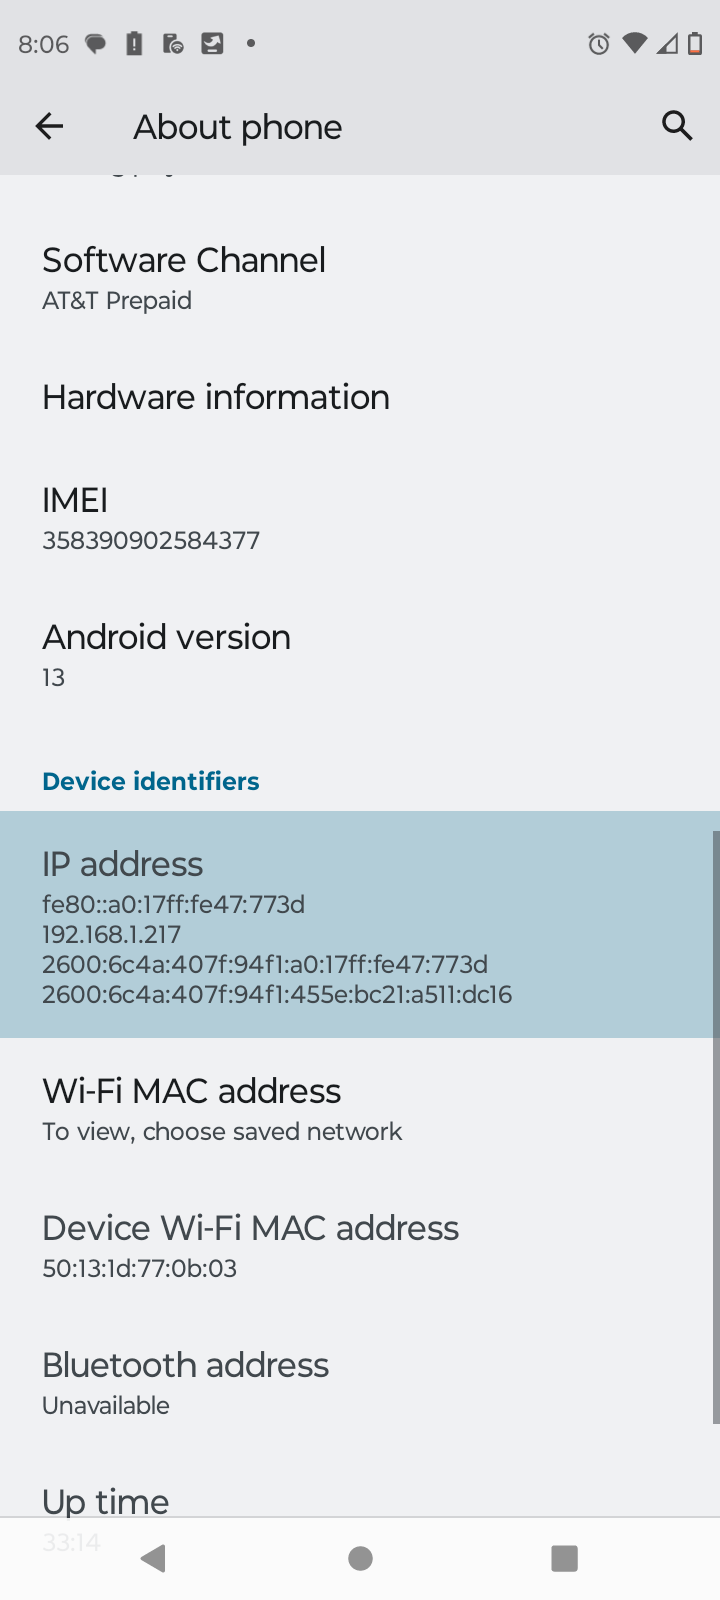 8:06
About phone
Software Channel
AT&T Prepaid
Hardware information
IMEI
358390902584377
Android version
13
Device identifiers
IP address
fe80::a0:17ff:fe47:773d
192.168.1.217
2600:6c4a:407f:94f1:a0:17ff:fe47:773d
2600:6c4a:407f:94f1:455e:bc21:a511:dc16
Wi-Fi MAC address
To view, choose saved network
Device Wi-Fi MAC address
50:13:1d:77:0b:03
Bluetooth address
Unavailable
Up time
33:14